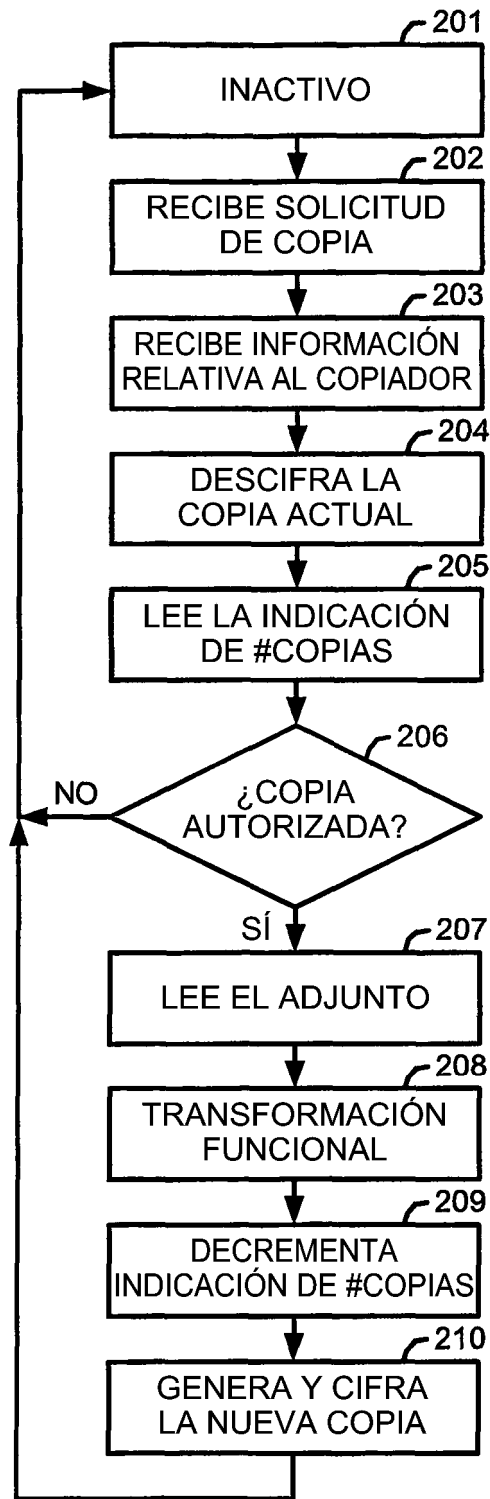 201
INACTIVO
202
RECIBE SOLICITUD
DE COPIA
203
RECIBE INFORMACIÓN
RELATIVA AL COPIADOR
204
DESCIFRA LA
COPIA ACTUAL
205
LEE LA INDICACIÓN
DE #COPIAS
206
NO
¿COPIA
AUTORIZADA?
SÍ
207
LEE EL ADJUNTO
208
TRANSFORMACIÓN
FUNCIONAL
209
DECREMENTA
INDICACIÓN DE #COPIAS
210
GENERA Y CIFRA
LA NUEVA COPIA